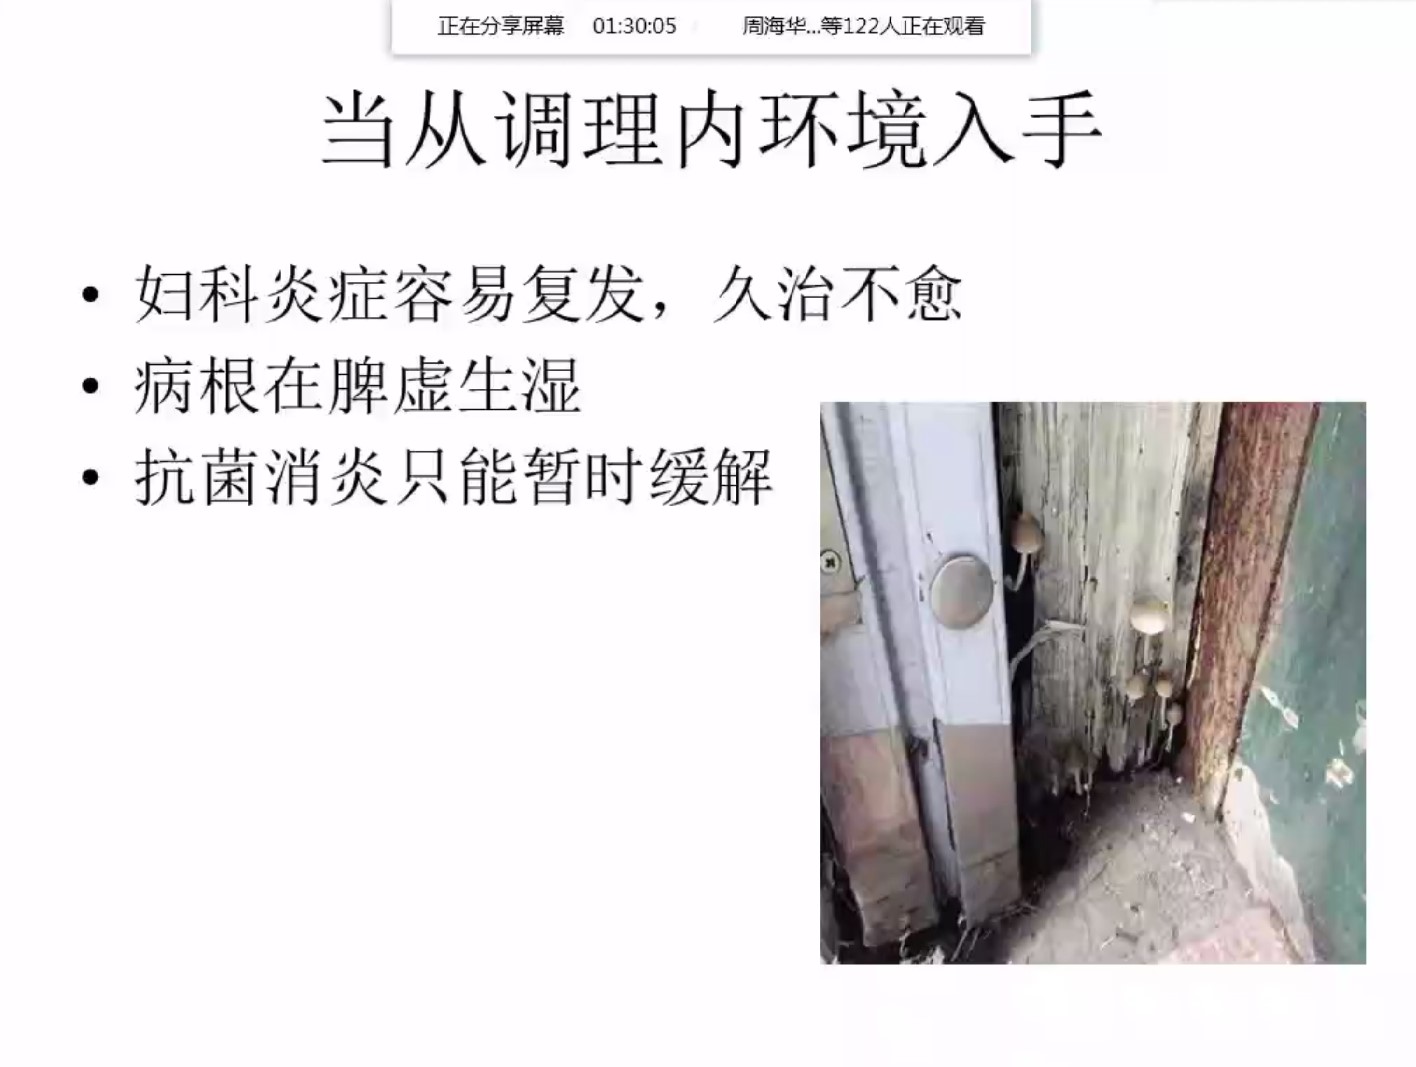 正在分享屏幕 01:30:05 周海华...等122人正在观看
当从调理内环境入手
• 妇科炎症容易复发，久治不愈
• 病根在脾虚生湿
• 抗菌消炎只能暂时缓解